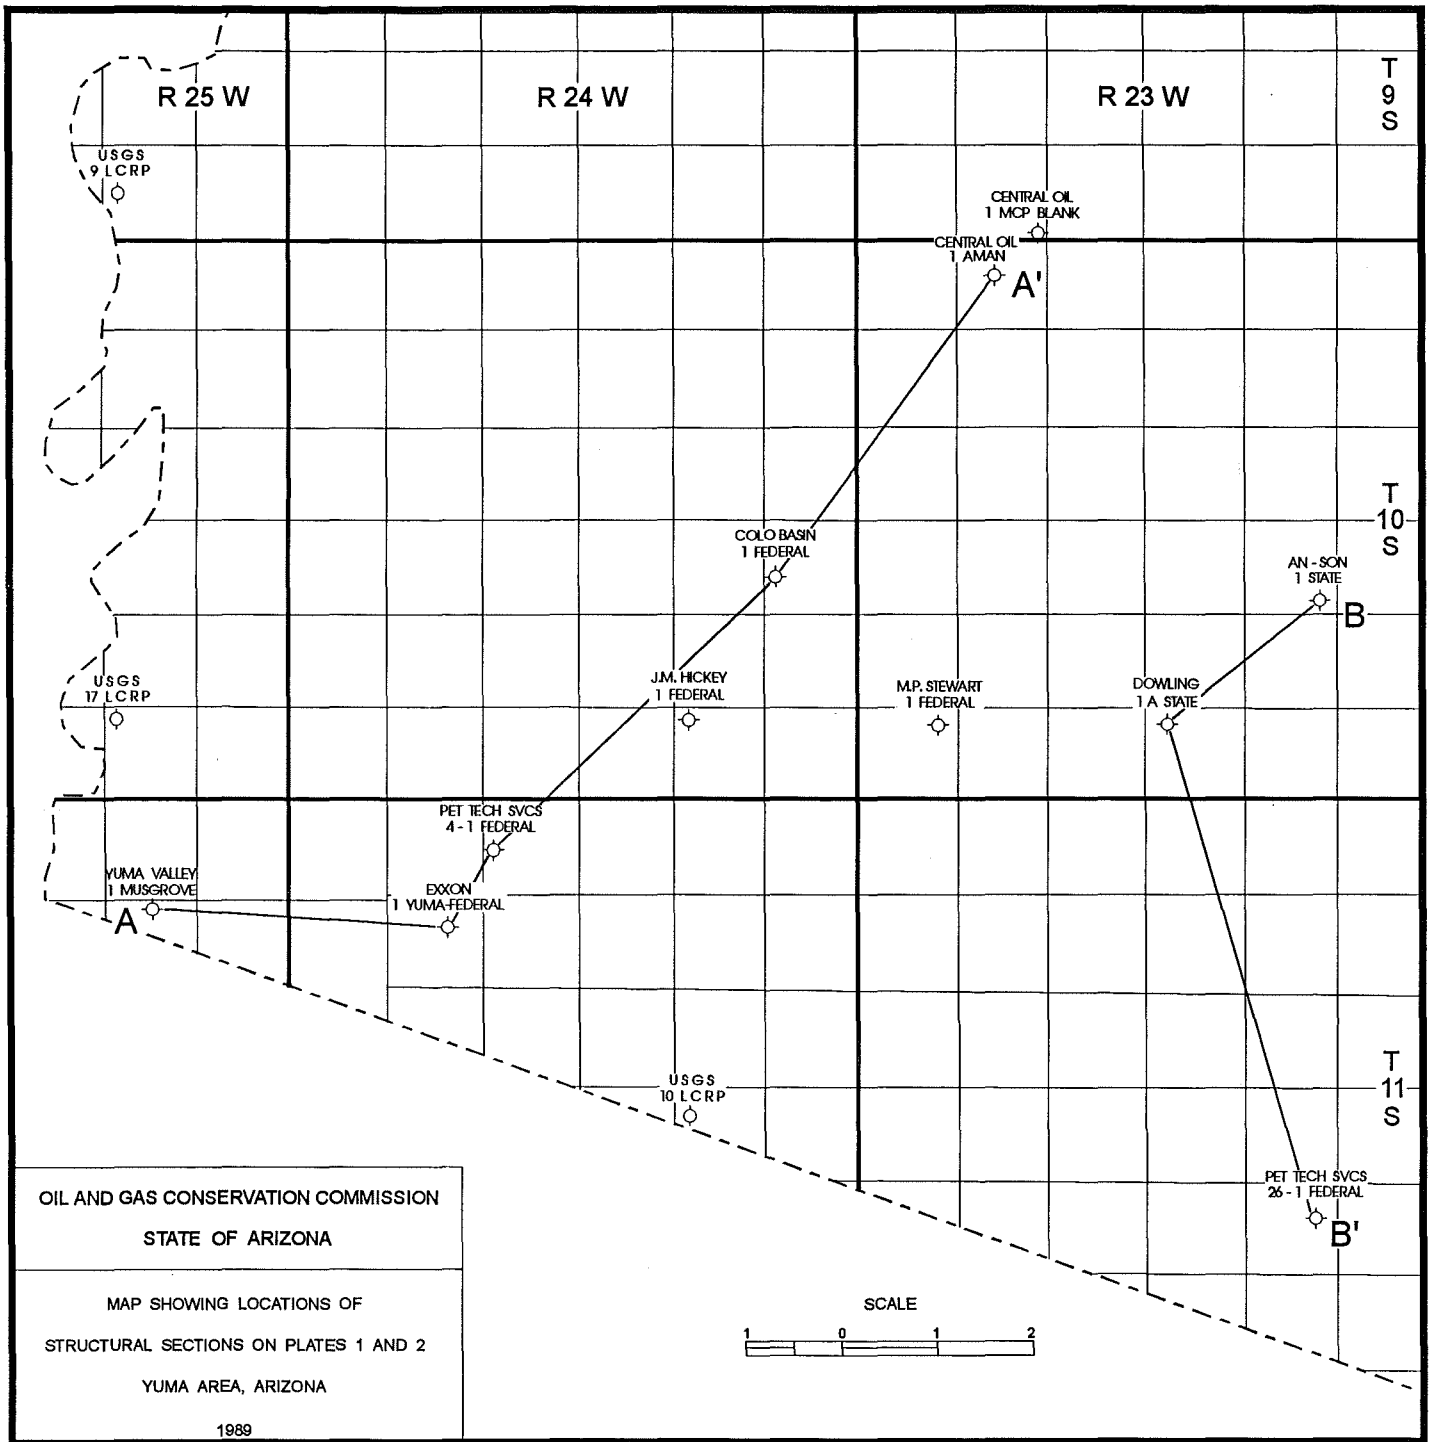 R 25 W
R 24 W
R 23 W
T
9
S
USGS
9 LCRP
CENTRAL OIL
1 MCP BLANK
CENTRAL OIL
1 AMAN
A'
T
10
S
COLO BASIN
1 FEDERAL
AN - SON
1 STATE
B
J.M. HICKEY
1 FEDERAL
M.P. STEWART
1 FEDERAL
DOWLING
1 A STATE
USGS
17 LCRP
PET TECH SVCS
4 - 1 FEDERAL
YUMA VALLEY
1 MUSGROVE
A
EXXON
1 YUMA-FEDERAL
T
11
S
USGS
10 LCRP
PET TECH SVCS
26 - 1 FEDERAL
B'
OIL AND GAS CONSERVATION COMMISSION
STATE OF ARIZONA
MAP SHOWING LOCATIONS OF
STRUCTURAL SECTIONS ON PLATES 1 AND 2
YUMA AREA, ARIZONA
1989
SCALE
1 0 1 2